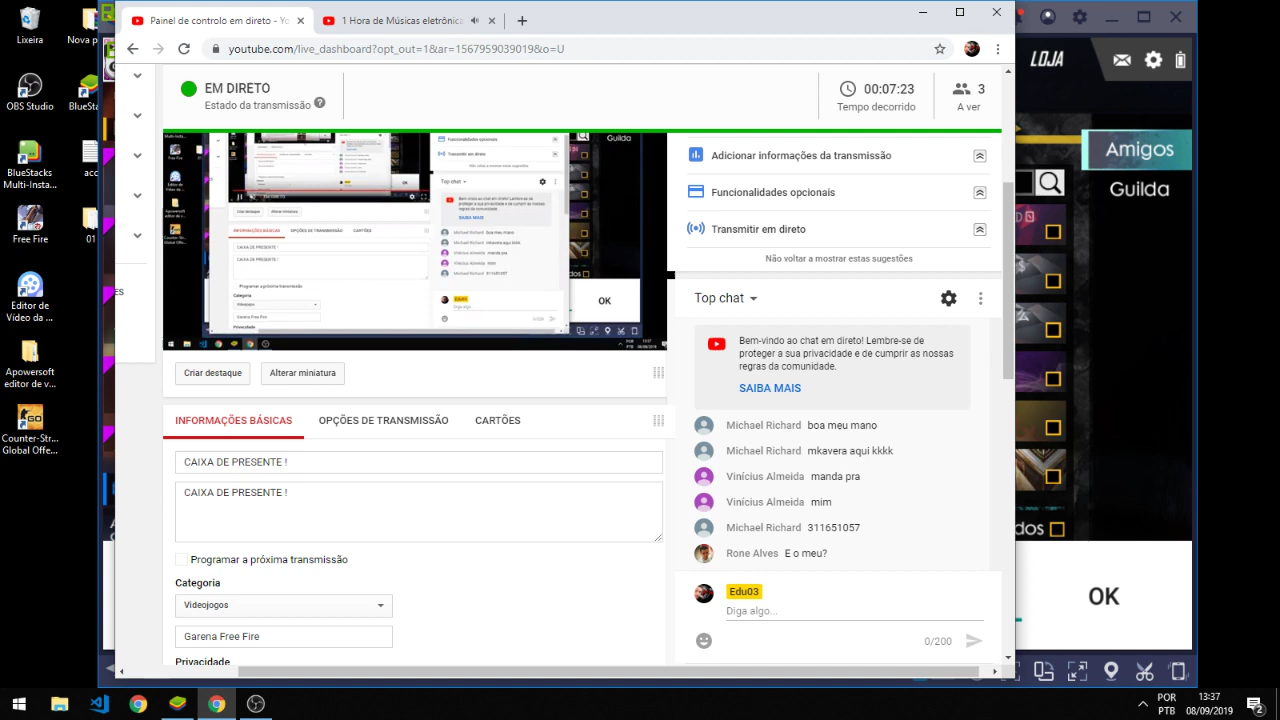 Lixeira
Nova p
OBS Studio
BlueSta
BlueStacks
Multi-Insta...
acc
Free Fire
01
Editor de
Vídeo da ...
Apowersoft
editor de v...
Counter-Str...
Global Offe...
Painel de controlo em direto - Yo
1 Hora de Músicas eletrónica
youtube.com/live_dashboard?opt_out=1&ar=1567959039019&o=U
ES
EM DIRETO
Estado da transmissão
00:07:23
Tempo decorrido
3
A ver
Adicionar informações da transmissão
Funcionalidades opcionais
Transmitir em direto
Não voltar a mostrar estas sugestões
Criar destaque
Alterar miniatura
INFORMAÇÕES BÁSICAS
OPÇÕES DE TRANSMISSÃO
CARTÕES
CAIXA DE PRESENTE !
CAIXA DE PRESENTE !
Programar a próxima transmissão
Categoria
Videojogos
Garena Free Fire
Privacidade
Top chat
Bem-vindo ao chat em direto! Lembre-se de
proteger a sua privacidade e de cumprir as nossas
regras da comunidade.
SAIBA MAIS
Michael Richard boa meu mano
Michael Richard mkavera aqui kkkk
Vinícius Almeida manda pra
Vinícius Almeida mim
Michael Richard 311651057
Rone Alves E o meu?
Edu03
Diga algo...
0/200
LOJA
Amigos
Guilda
dos
OK
POR
PTB
13:37
08/09/2019
2